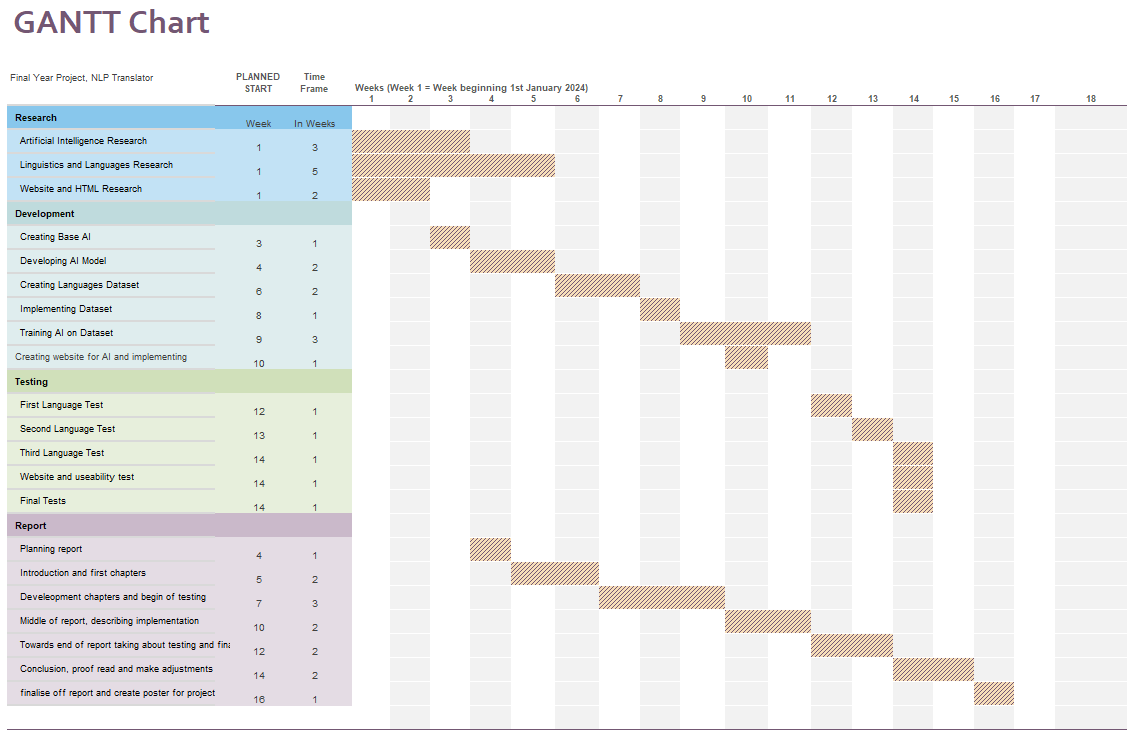 GANTT Chart
Final Year Project, NLP Translator
PLANNED START
Time Frame
Weeks (Week 1 = Week beginning 1st January 2024)
1 2 3 4 5 6 7 8 9 10 11 12 13 14 15 16 17 18
Research Week In Weeks
Artificial Intelligence Research 1 3
Linguistics and Languages Research 1 5
Website and HTML Research 1 2
Development
Creating Base AI 3 1
Developing AI Model 4 2
Creating Languages Dataset 6 2
Implementing Dataset 8 1
Training AI on Dataset 9 3
Creating website for AI and implementing 10 1
Testing
First Language Test 12 1
Second Language Test 13 1
Third Language Test 14 1
Website and useability test 14 1
Final Tests 14 1
Report
Planning report 4 1
Introduction and first chapters 5 2
Develeopment chapters and begin of testing 7 3
Middle of report, describing implementation 10 2
Towards end of report taking about testing and fina 12 2
Conclusion, proof read and make adjustments 14 2
finalise off report and create poster for project 16 1